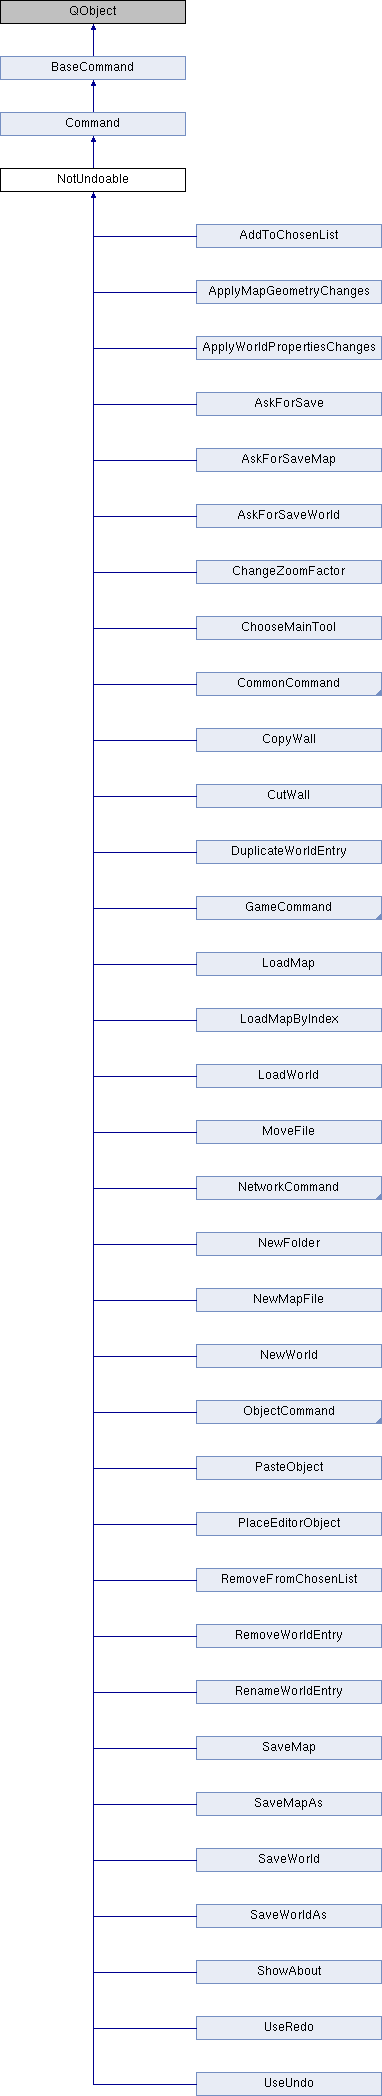 QObject
BaseCommand
Command
NotUndoable
AddToChosenList
ApplyMapGeometryChanges
ApplyWorldPropertiesChanges
AskForSave
AskForSaveMap
AskForSaveWorld
ChangeZoomFactor
ChooseMainTool
CommonCommand
CopyWall
CutWall
DuplicateWorldEntry
GameCommand
LoadMap
LoadMapByIndex
LoadWorld
MoveFile
NetworkCommand
NewFolder
NewMapFile
NewWorld
ObjectCommand
PasteObject
PlaceEditorObject
RemoveFromChosenList
RemoveWorldEntry
RenameWorldEntry
SaveMap
SaveMapAs
SaveWorld
SaveWorldAs
ShowAbout
UseRedo
UseUndo